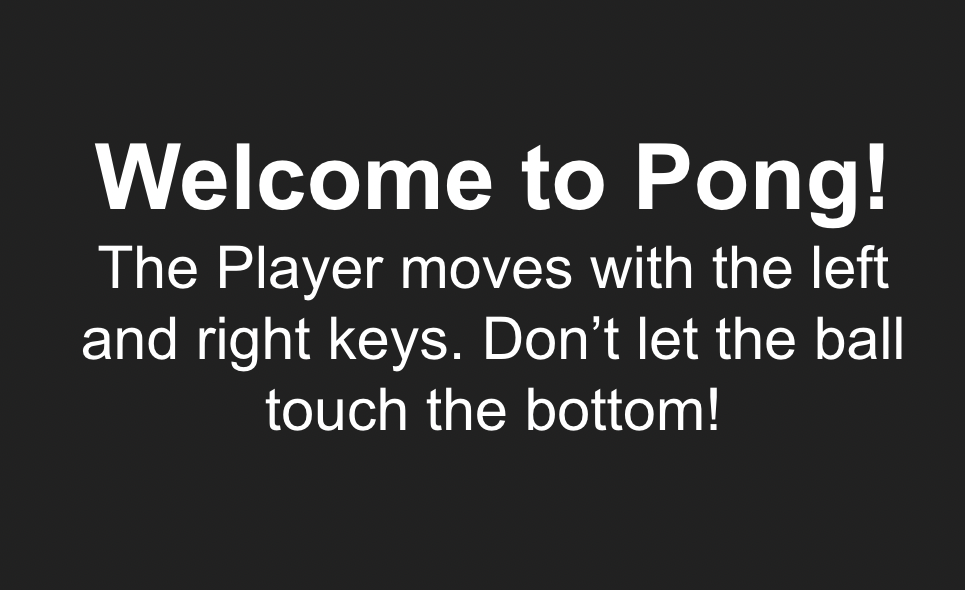 Welcome to Pong!
The Player moves with the left
and right keys. Don’t let the ball
touch the bottom!